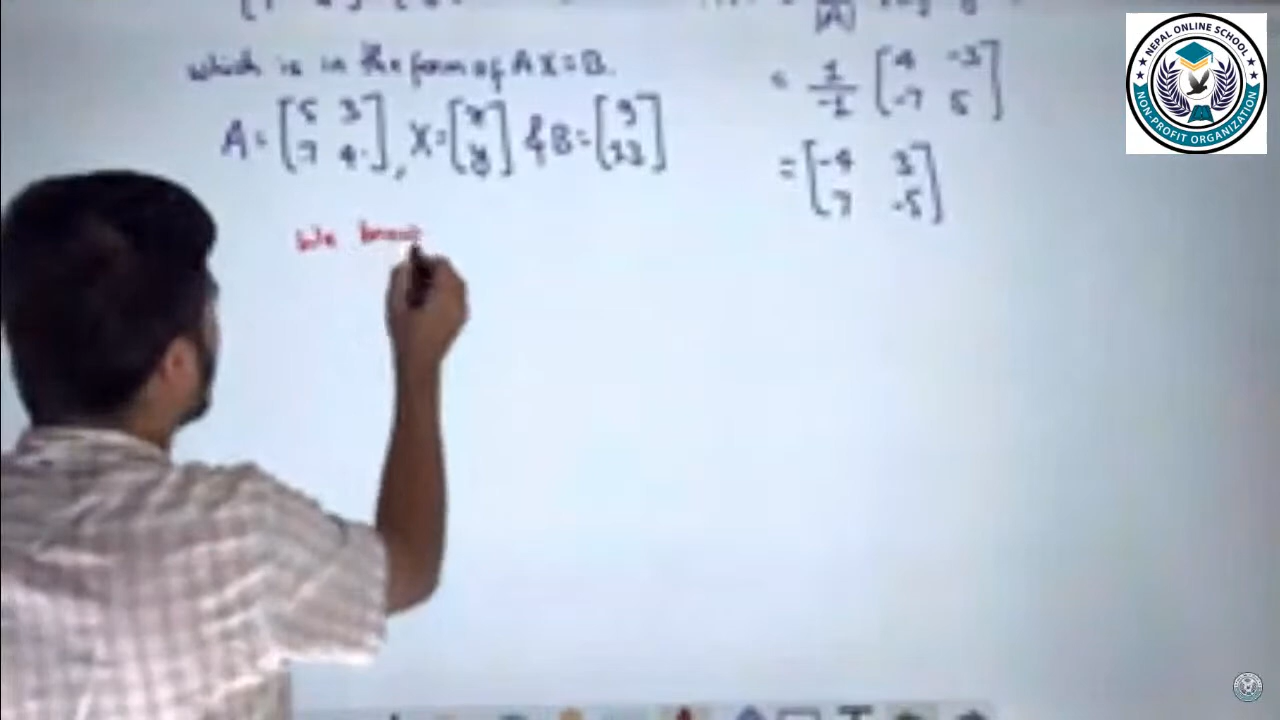 |A|
which is in the form of AX=B.
A = [5 3 7 4], X = [x y] & B = [9 13]
= 1/-1 [4 -3 -7 5]
= [-4 3 7 -5]
We know
NEPAL ONLINE SCHOOL
NON-PROFIT ORGANIZATION